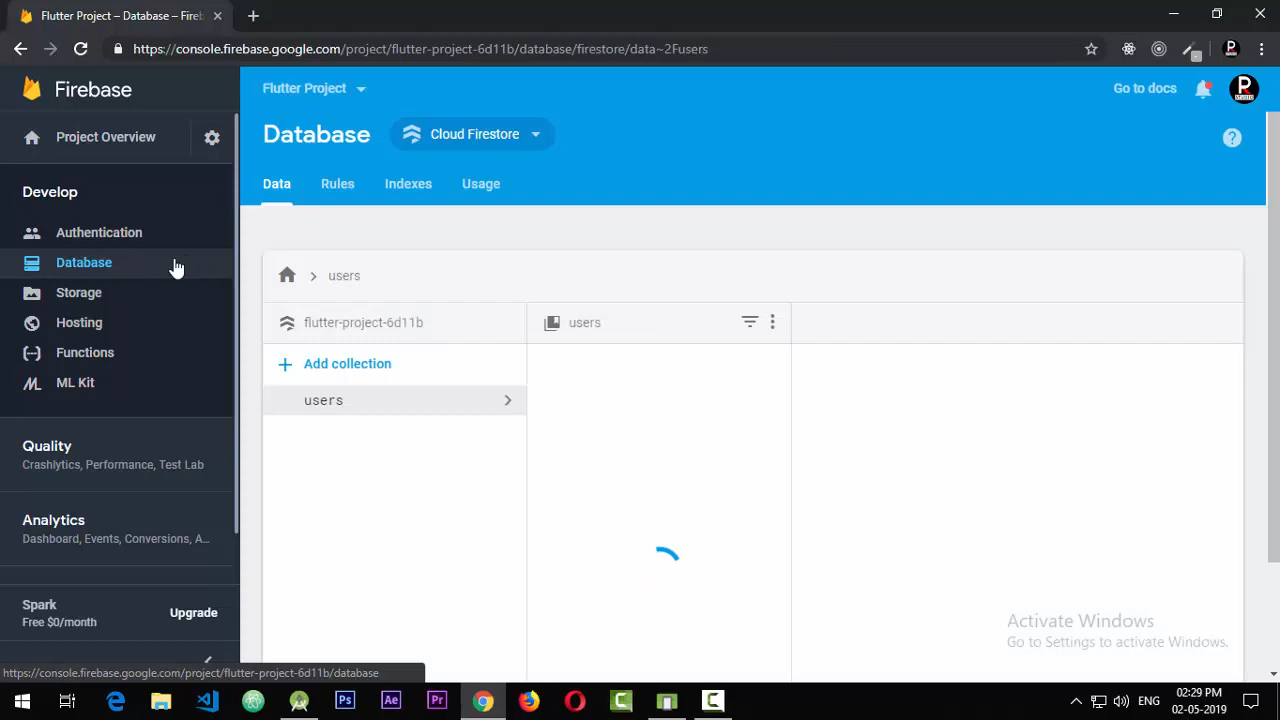 Flutter Project – Database – Fireb
https://console.firebase.google.com/project/flutter-project-6d11b/database/firestore/data~2Fusers
Firebase
Project Overview
Develop
Authentication
Database
Storage
Hosting
Functions
ML Kit
Quality
Crashlytics, Performance, Test Lab
Analytics
Dashboard, Events, Conversions, A...
Spark
Free $0/month
Upgrade
Flutter Project
Go to docs
Database
Cloud Firestore
Data
Rules
Indexes
Usage
users
flutter-project-6d11b
users
Add collection
users
Activate Windows
Go to Settings to activate Windows.
https://console.firebase.google.com/project/flutter-project-6d11b/database
Ps
Ae
Pr
ENG
02:29 PM
02-05-2019